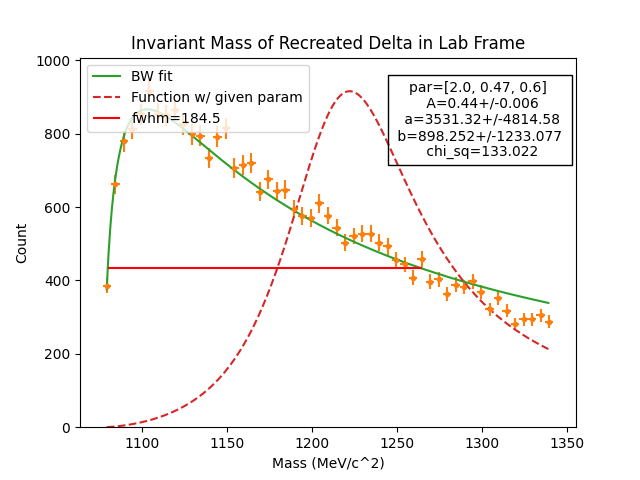 Invariant Mass of Recreated Delta in Lab Frame
1000
800
600
400
200
0
Count
BW fit
Function w/ given param
fwhm=184.5
par=[2.0, 0.47, 0.6]
A=0.44+/-0.006
a=3531.32+/-4814.58
b=898.252+/-1233.077
chi_sq=133.022
1100
1150
1200
1250
1300
1350
Mass (MeV/c^2)